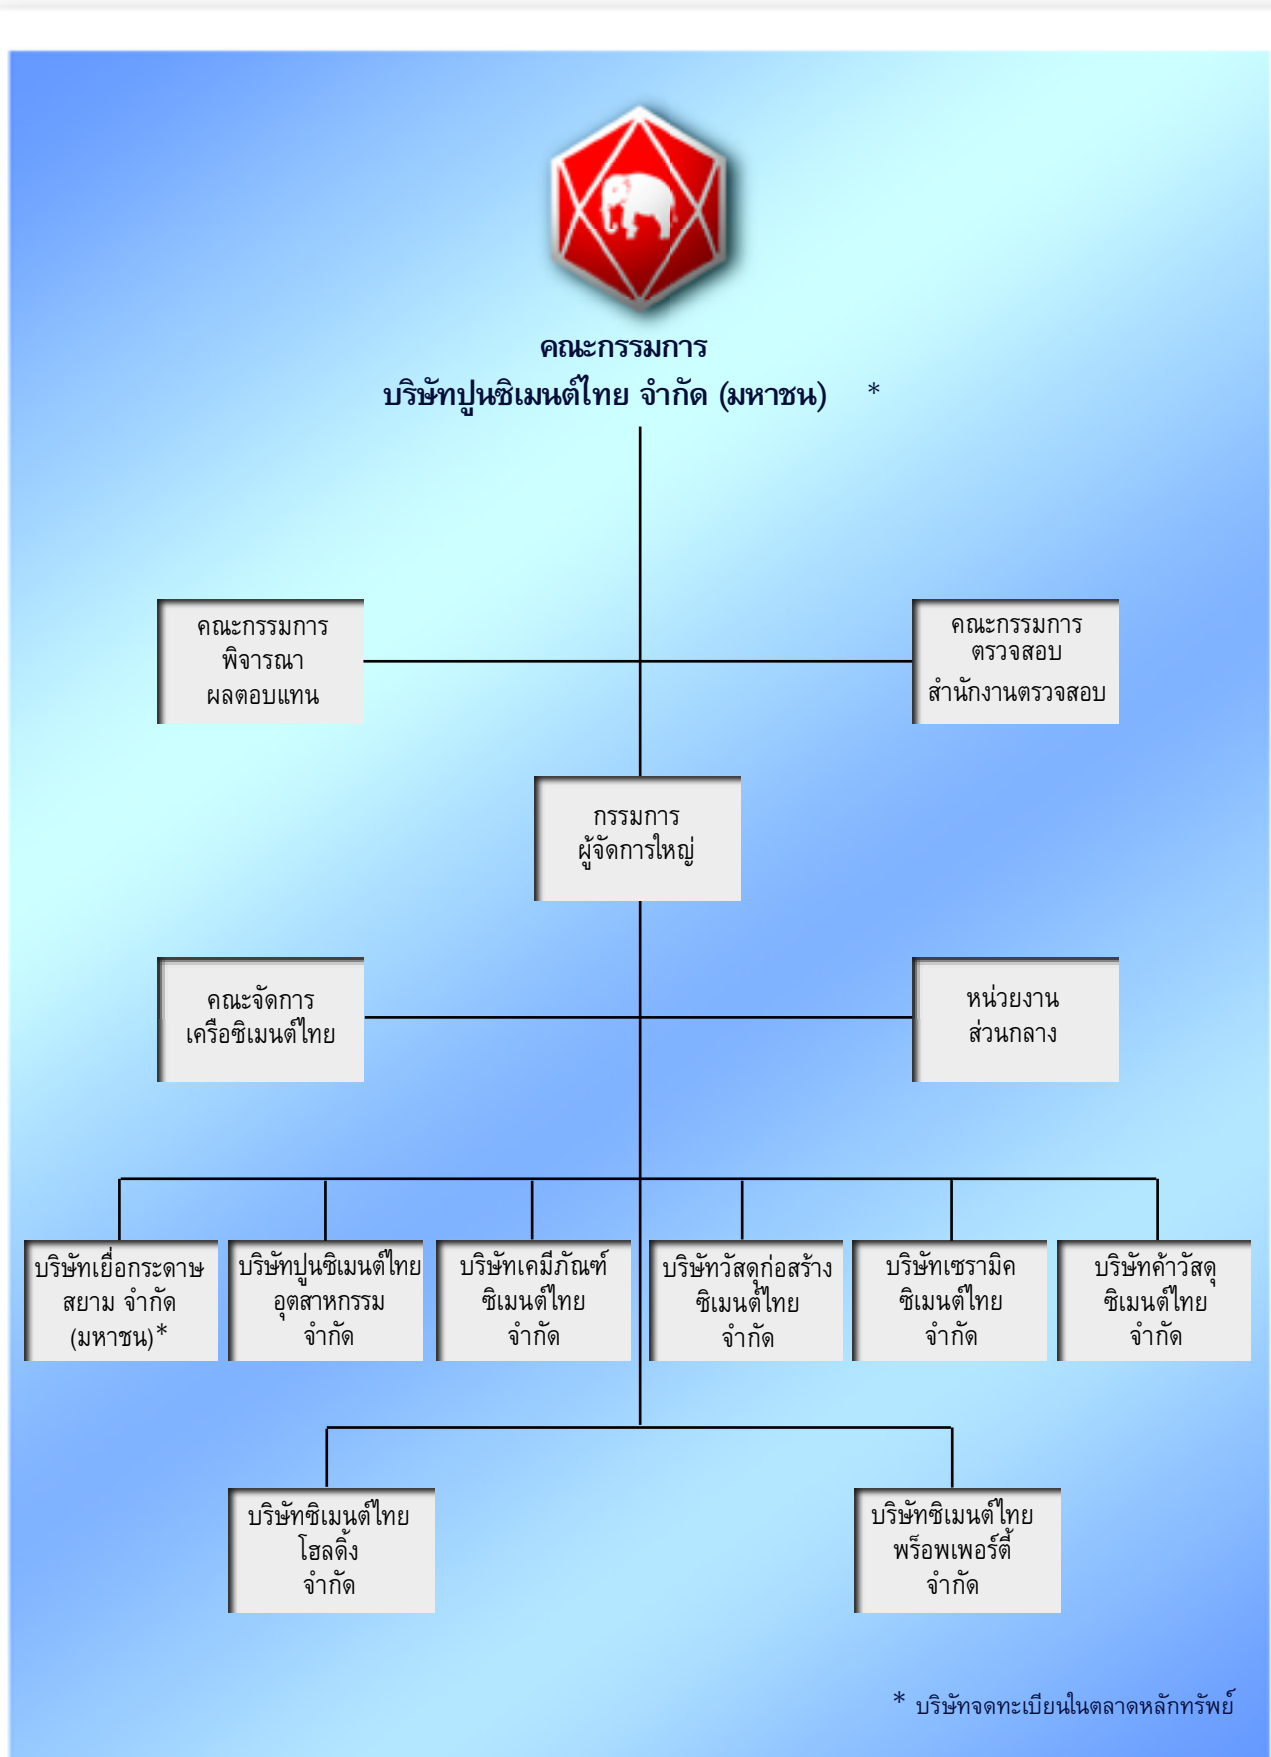 คณะกรรมการ
บริษัทปูนซิเมนต์ไทย จำกัด (มหาชน) *
คณะกรรมการ
พิจารณา
ผลตอบแทน
คณะกรรมการ
ตรวจสอบ
สำนักงานตรวจสอบ
กรรมการ
ผู้จัดการใหญ่
คณะจัดการ
เครือซิเมนต์ไทย
หน่วยงาน
ส่วนกลาง
บริษัทเยื่อกระดาษ
สยาม จำกัด
(มหาชน)*
บริษัทปูนซิเมนต์ไทย
อุตสาหกรรม
จำกัด
บริษัทเคมีภัณฑ์
ซิเมนต์ไทย
จำกัด
บริษัทวัสดุก่อสร้าง
ซิเมนต์ไทย
จำกัด
บริษัทเซรามิค
ซิเมนต์ไทย
จำกัด
บริษัทค้าวัสดุ
ซิเมนต์ไทย
จำกัด
บริษัทซิเมนต์ไทย
โฮลดิ้ง
จำกัด
บริษัทซิเมนต์ไทย
พร็อพเพอร์ตี้
จำกัด
* บริษัทจดทะเบียนในตลาดหลักทรัพย์